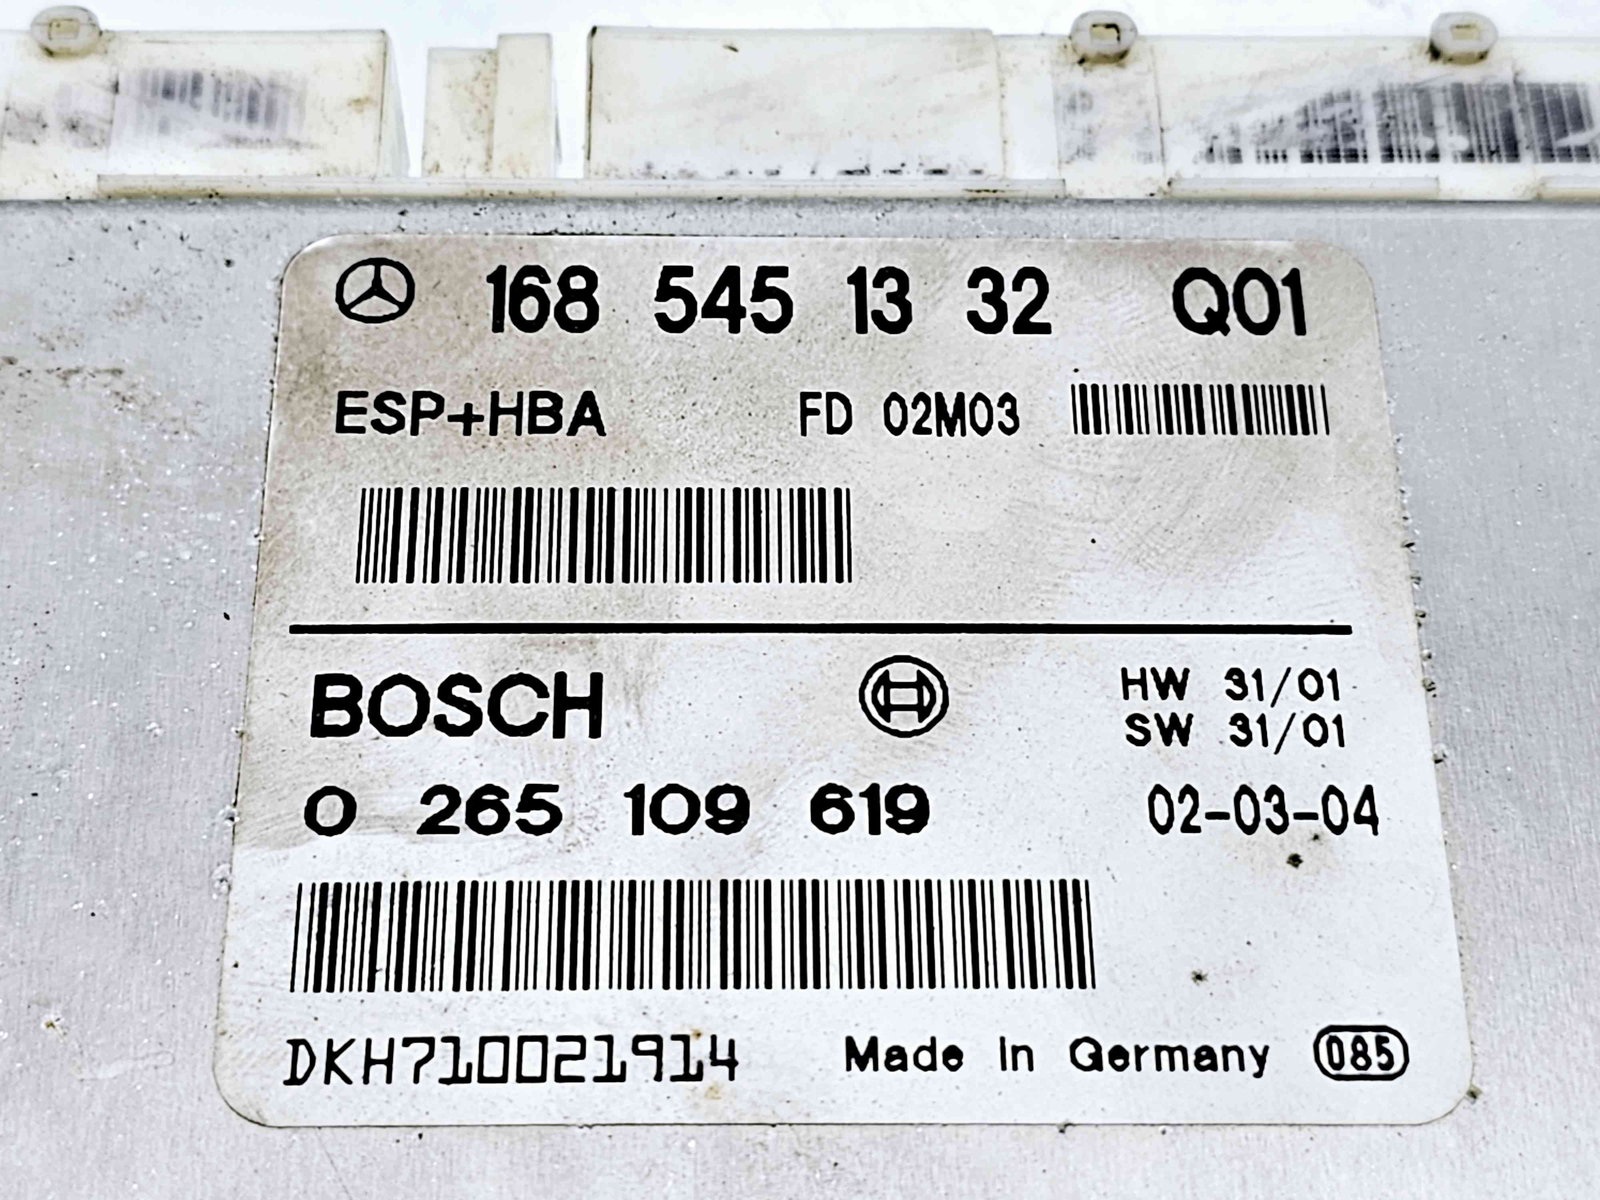 168 545 13 32 Q01
ESP+HBA FD 02M03
BOSCH HW 31/01
SW 31/01
0 265 109 619 02-03-04
DKH710021914 Made in Germany 085